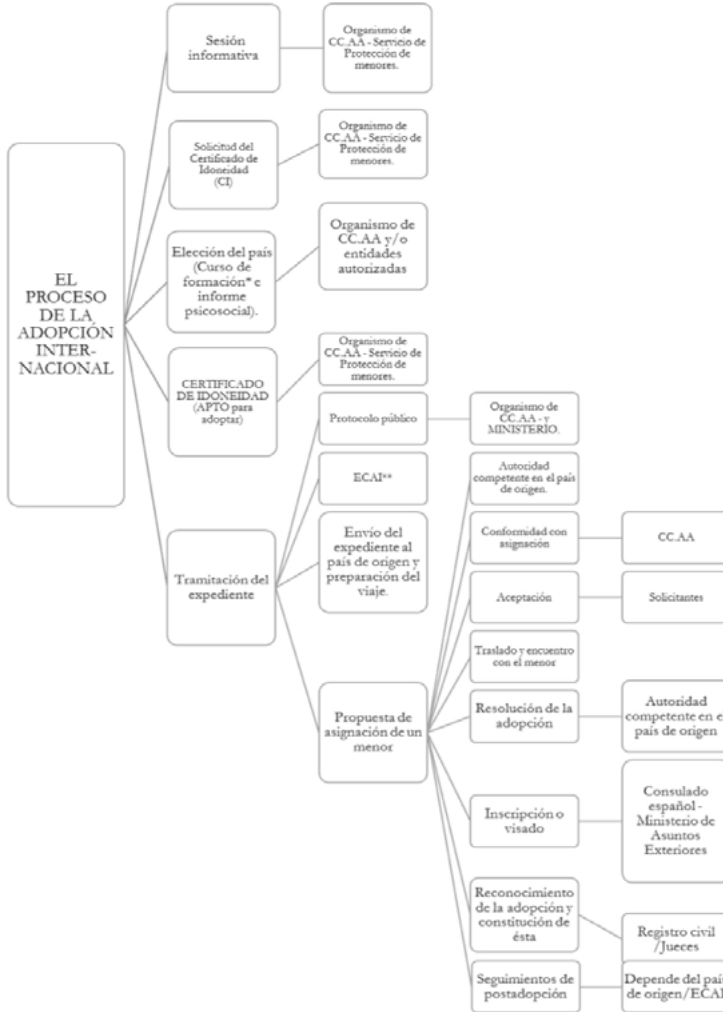 EL
PROCESO
DE LA
ADOPCIÓN
INTER-
NACIONAL
Sesión
informativa
Organismo de
CC.AA - Servicio de
Protección de
menores.
Solicitud del
Certificado de
Idoneidad
(CI)
Organismo de
CC.AA - Servicio de
Protección de
menores.
Elección del país
(Curso de
formación* e
informe
psicosocial).
Organismo de
CC.AA y/o
entidades
autorizadas
CERTIFICADO
DE IDONEIDAD
(APTO para
adoptar)
Organismo de
CC.AA - Servicio de
Protección de
menores.
Tramitación del
expediente
Protocolo público
Organismo de
CC.AA - y
MINISTERIO.
ECAI**
Envío del
expediente al
país de origen y
preparación del
viaje.
Propuesta de
asignación de un
menor
Autoridad
competente en el país
de origen.
Conformidad con
asignación
CC.AA
Aceptación
Solicitantes
Traslado y encuentro
con el menor
Resolución de la
adopción
Autoridad
competente en el
país de origen
Inscripción o
visado
Consulado
español -
Ministerio de
Asuntos
Exteriores
Reconocimiento
de la adopción y
constitución de
ésta
Registro civil
/Jueces
Seguimientos de
postadopción
Depende del país
de origen/ECAI